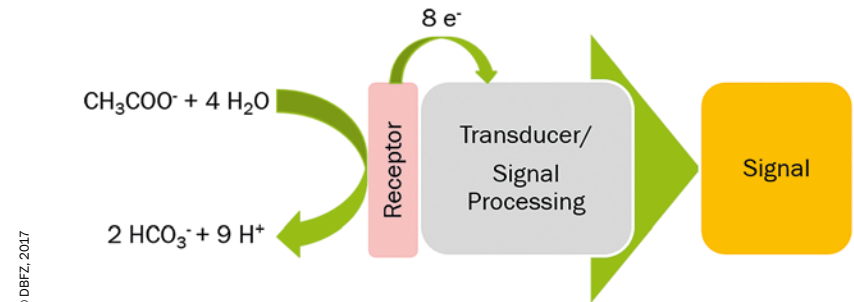 8 e⁻
CH₃COO⁻ + 4 H₂O
Receptor
Transducer/
Signal
Processing
Signal
2 HCO₃⁻ + 9 H⁺
DBFZ, 2017